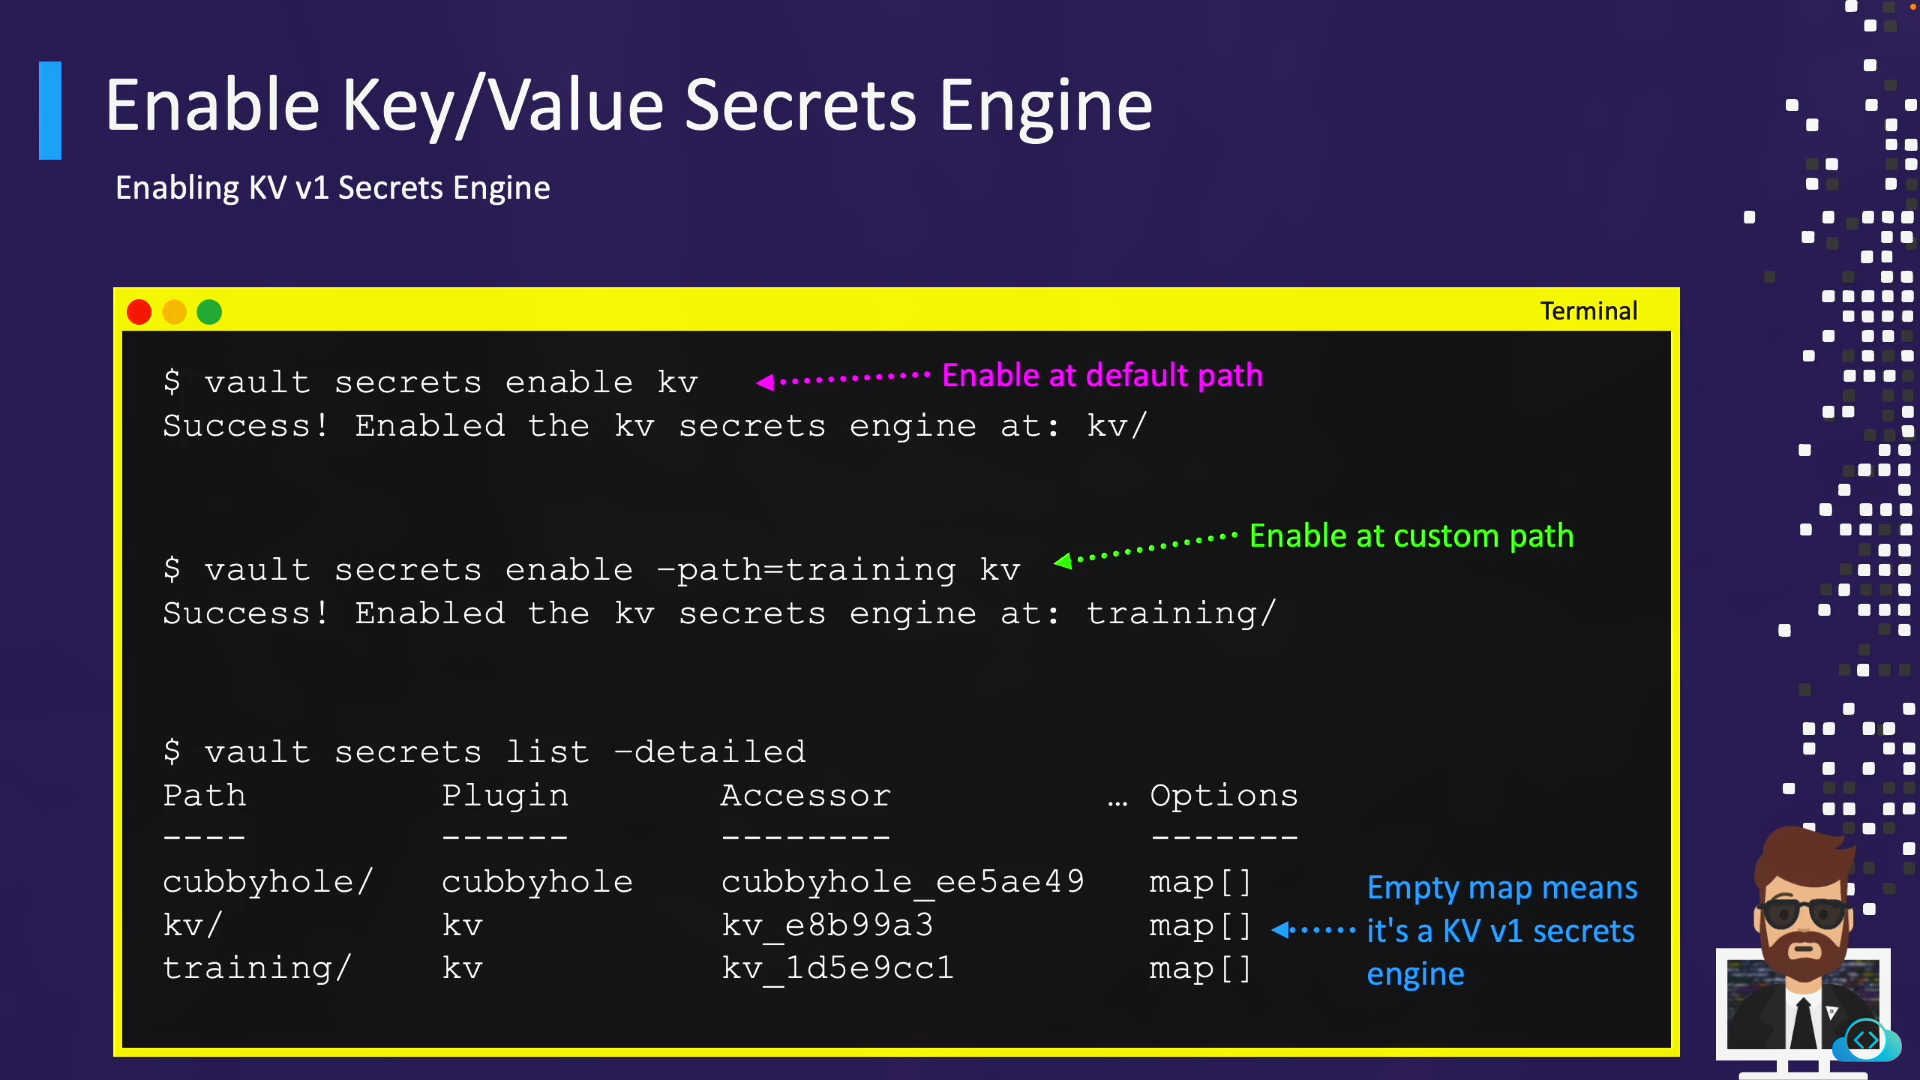 Enable Key/Value Secrets Engine
Enabling KV v1 Secrets Engine
Terminal
$ vault secrets enable kv
Enable at default path
Success! Enabled the kv secrets engine at: kv/
Enable at custom path
$ vault secrets enable –path=training kv
Success! Enabled the kv secrets engine at: training/
$ vault secrets list –detailed
Path Plugin Accessor … Options
---- ------ -------- -------
cubbyhole/ cubbyhole cubbyhole_ee5ae49 map[]
kv/ kv kv_e8b99a3 map[]
training/ kv kv_1d5e9cc1 map[]
Empty map means
it's a KV v1 secrets
engine